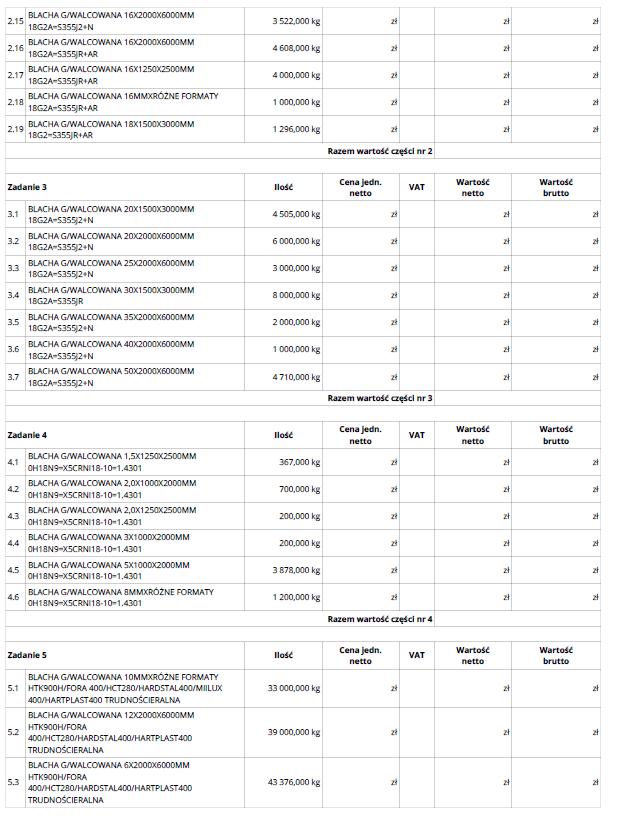 2.15 BLACHA G/WALCOWANA 16X2000X6000MM
18G2A=S355J2+N 3 522,000 kg zł zł zł
2.16 BLACHA G/WALCOWANA 16X2000X6000MM
18G2A=S355JR+AR 4 608,000 kg zł zł zł
2.17 BLACHA G/WALCOWANA 16X1250X2500MM
18G2A=S355JR+AR 4 000,000 kg zł zł zł
2.18 BLACHA G/WALCOWANA 16MMXRÓŻNE FORMATY
18G2A=S355JR+AR 1 000,000 kg zł zł zł
2.19 BLACHA G/WALCOWANA 18X1500X3000MM
18G2=S355JR+AR 1 296,000 kg zł zł zł
Razem wartość części nr 2
Zadanie 3 Ilość Cena jedn. netto VAT Wartość netto Wartość brutto
3.1 BLACHA G/WALCOWANA 20X1500X3000MM
18G2A=S355J2+N 4 505,000 kg zł zł zł
3.2 BLACHA G/WALCOWANA 20X2000X6000MM
18G2A=S355J2+N 6 000,000 kg zł zł zł
3.3 BLACHA G/WALCOWANA 25X2000X6000MM
18G2A=S355J2+N 3 000,000 kg zł zł zł
3.4 BLACHA G/WALCOWANA 30X1500X3000MM
18G2A=S355JR 8 000,000 kg zł zł zł
3.5 BLACHA G/WALCOWANA 35X2000X6000MM
18G2A=S355J2+N 2 000,000 kg zł zł zł
3.6 BLACHA G/WALCOWANA 40X2000X6000MM
18G2A=S355J2+N 1 000,000 kg zł zł zł
3.7 BLACHA G/WALCOWANA 50X2000X6000MM
18G2A=S355J2+N 4 710,000 kg zł zł zł
Razem wartość części nr 3
Zadanie 4 Ilość Cena jedn. netto VAT Wartość netto Wartość brutto
4.1 BLACHA G/WALCOWANA 1,5X1250X2500MM
0H18N9=X5CRNI18-10=1.4301 367,000 kg zł zł zł
4.2 BLACHA G/WALCOWANA 2,0X1000X2000MM
0H18N9=X5CRNI18-10=1.4301 700,000 kg zł zł zł
4.3 BLACHA G/WALCOWANA 2,0X1250X2500MM
0H18N9=X5CRNI18-10=1.4301 200,000 kg zł zł zł
4.4 BLACHA G/WALCOWANA 3X1000X2000MM
0H18N9=X5CRNI18-10=1.4301 200,000 kg zł zł zł
4.5 BLACHA G/WALCOWANA 5X1000X2000MM
0H18N9=X5CRNI18-10=1.4301 3 878,000 kg zł zł zł
4.6 BLACHA G/WALCOWANA 8MMXRÓŻNE FORMATY
0H18N9=X5CRNI18-10=1.4301 1 200,000 kg zł zł zł
Razem wartość części nr 4
Zadanie 5 Ilość Cena jedn. netto VAT Wartość netto Wartość brutto
5.1 BLACHA G/WALCOWANA 10MMXRÓŻNE FORMATY
HTK900H/FORA 400/HCT280/HARDSTAL400/MIILUX
400/HARTPLAST400 TRUDNOŚCIERALNA 33 000,000 kg zł zł zł
5.2 BLACHA G/WALCOWANA 12X2000X6000MM
HTK900H/FORA
400/HCT280/HARDSTAL400/HARTPLAST400
TRUDNOŚCIERALNA 39 000,000 kg zł zł zł
5.3 BLACHA G/WALCOWANA 6X2000X6000MM
HTK900H/FORA
400/HCT280/HARDSTAL400/HARTPLAST400
TRUDNOŚCIERALNA 43 376,000 kg zł zł zł